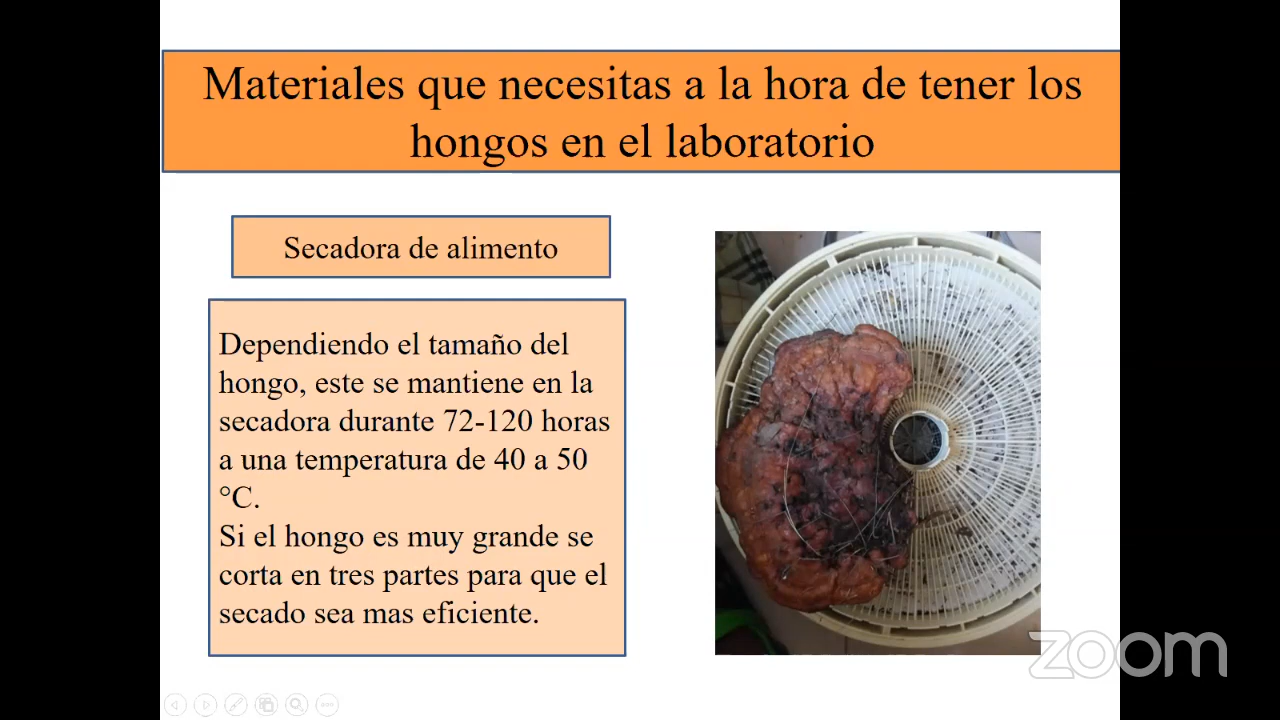 Materiales que necesitas a la hora de tener los
hongos en el laboratorio
Secadora de alimento
Dependiendo el tamaño del
hongo, este se mantiene en la
secadora durante 72-120 horas
a una temperatura de 40 a 50
°C.
Si el hongo es muy grande se
corta en tres partes para que el
secado sea mas eficiente.
zoom